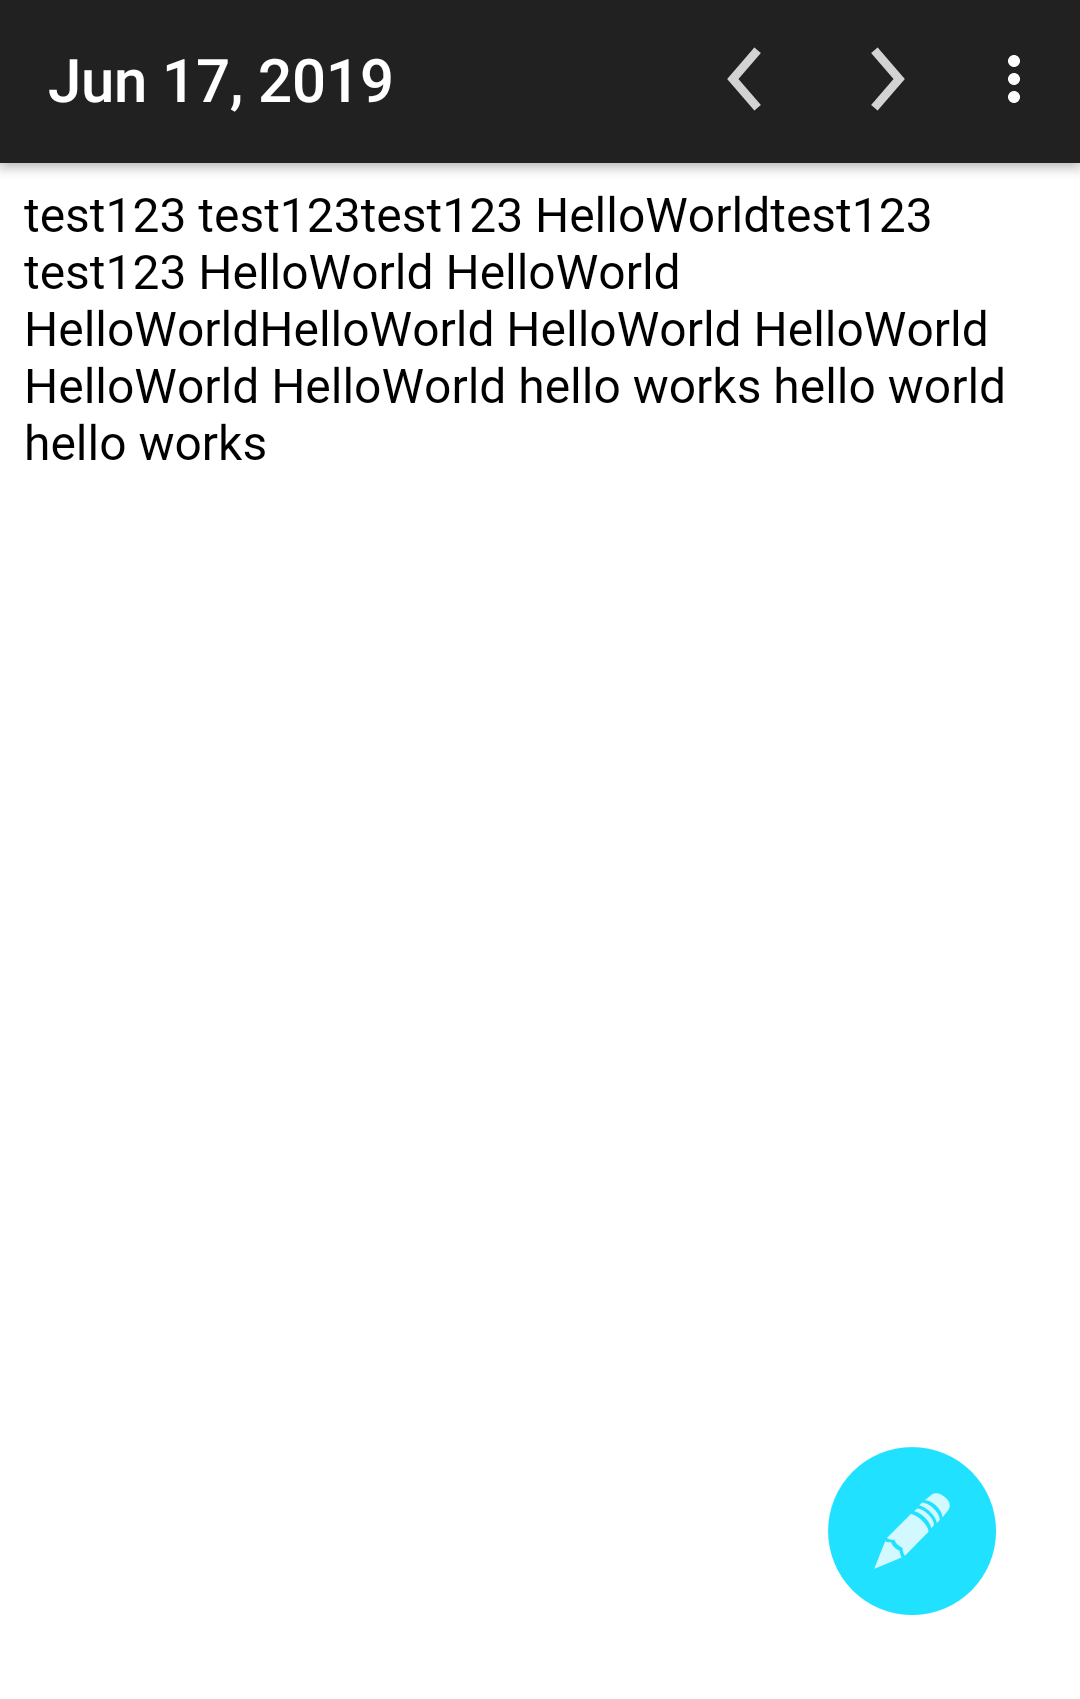 Jun 17, 2019
test123 test123test123 HelloWorldtest123
test123 HelloWorld HelloWorld
HelloWorldHelloWorld HelloWorld HelloWorld
HelloWorld HelloWorld hello works hello world
hello works